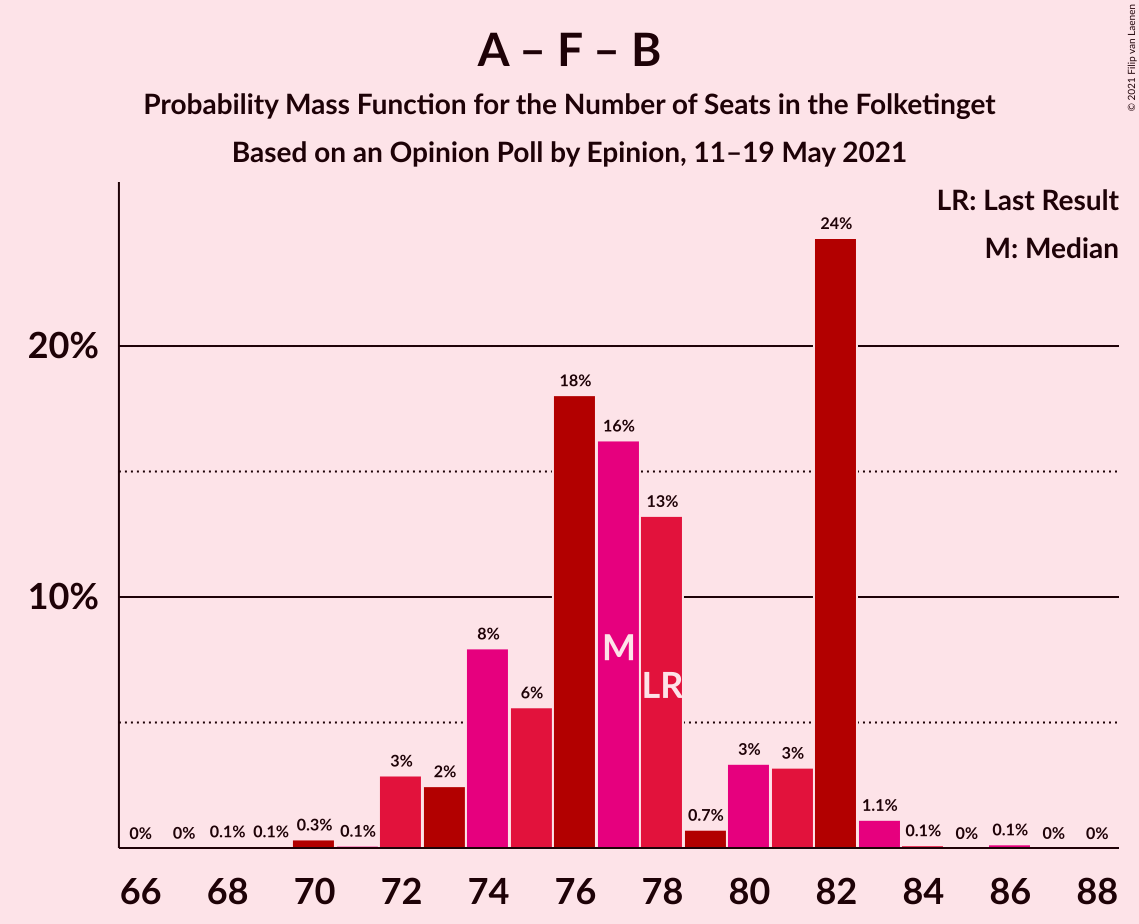 A – F – B
Probability Mass Function for the Number of Seats in the Folketinget
Based on an Opinion Poll by Epinion, 11–19 May 2021
© 2021 Filip van Laenen
LR: Last Result
M: Median
20%
10%
0% 0% 0.1% 0.1% 0.3% 0.1% 3% 2% 8% 6% 18% 16% 13% 0.7% 3% 3% 24% 1.1% 0.1% 0% 0.1% 0% 0%
M
LR
66 68 70 72 74 76 78 80 82 84 86 88